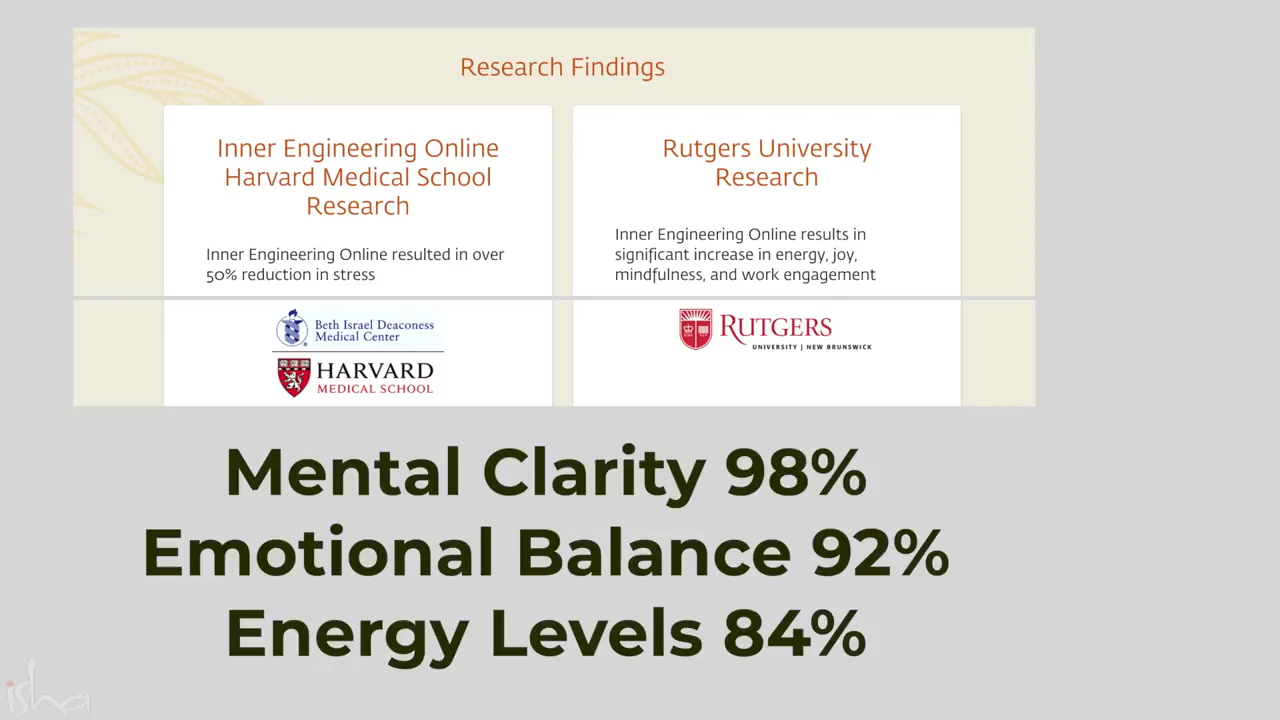 Research Findings
Inner Engineering Online
Harvard Medical School
Research
Inner Engineering Online resulted in over
50% reduction in stress
Beth Israel Deaconess
Medical Center
HARVARD
MEDICAL SCHOOL
Rutgers University
Research
Inner Engineering Online results in
significant increase in energy, joy,
mindfulness, and work engagement
RUTGERS
UNIVERSITY | NEW BRUNSWICK
Mental Clarity 98%
Emotional Balance 92%
Energy Levels 84%
isha